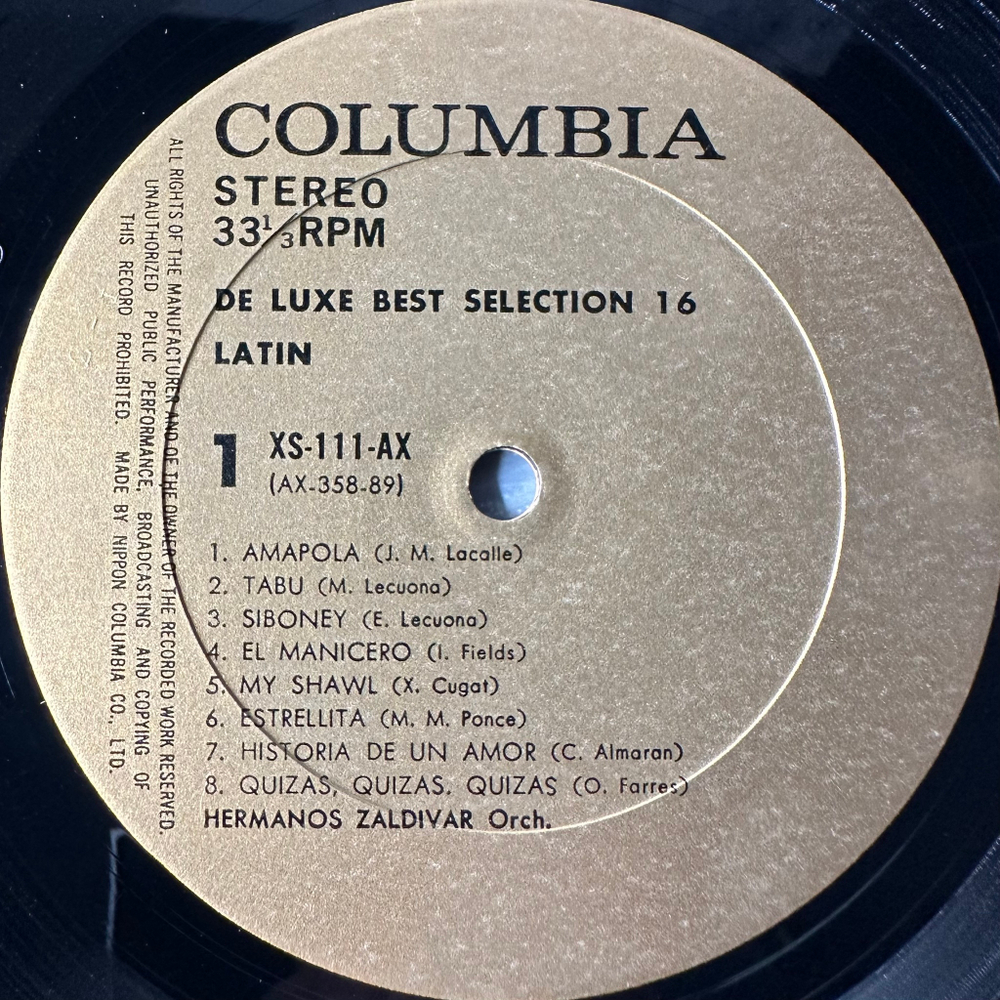 COLUMBIA
STEREO
33 1/3 RPM
DE LUXE BEST SELECTION 16
LATIN
1 XS-111-AX
(AX-358-89)
1. AMAPOLA (J. M. Lacalle)
2. TABU (M. Lecuona)
3. SIBONEY (E. Lecuona)
4. EL MANICERO (I. Fields)
5. MY SHAWL (X. Cugat)
6. ESTRELLITA (M. M. Ponce)
7. HISTORIA DE UN AMOR (C. Almaran)
8. QUIZAS, QUIZAS. QUIZAS (O. Farres)
HERMANOS ZALDIVAR Orch.
ALL RIGHTS OF THE MANUFACTURER AND OF THE OWNER OF THE RECORDED WORK RESERVED.
UNAUTHORIZED PUBLIC PERFORMANCE, BROADCASTING AND COPYING OF
THIS RECORD PROHIBITED. MADE BY NIPPON COLUMBIA CO., LTD.